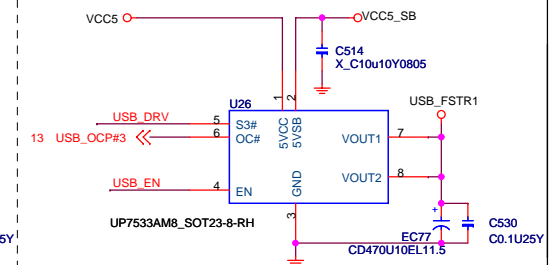 VCC5
VCC5_SB
C514
X_C10u10Y0805
U26
1
2
USB_FSTR1
USB_DRV
5
S3#
5VCC
5VSB
VOUT1
7
13
USB_OCP#3
6
OC#
VOUT2
8
USB_EN
4
EN
GND
3
UP7533AM8_SOT23-8-RH
+
EC77
CD470U10EL11.5
C530
C0.1U25Y
25Y